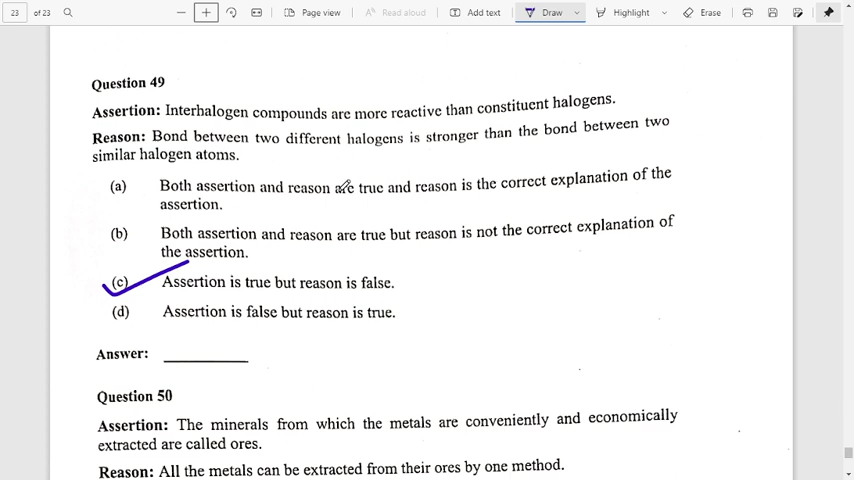 23 of 23 Page view Read aloud Add text Draw Highlight Erase
Question 49
Assertion: Interhalogen compounds are more reactive than constituent halogens.
Reason: Bond between two different halogens is stronger than the bond between two
similar halogen atoms.
(a) Both assertion and reason are true and reason is the correct explanation of the
assertion.
(b) Both assertion and reason are true but reason is not the correct explanation of
the assertion.
(c) Assertion is true but reason is false.
(d) Assertion is false but reason is true.
Answer:
Question 50
Assertion: The minerals from which the metals are conveniently and economically
extracted are called ores.
Reason: All the metals can be extracted from their ores by one method.